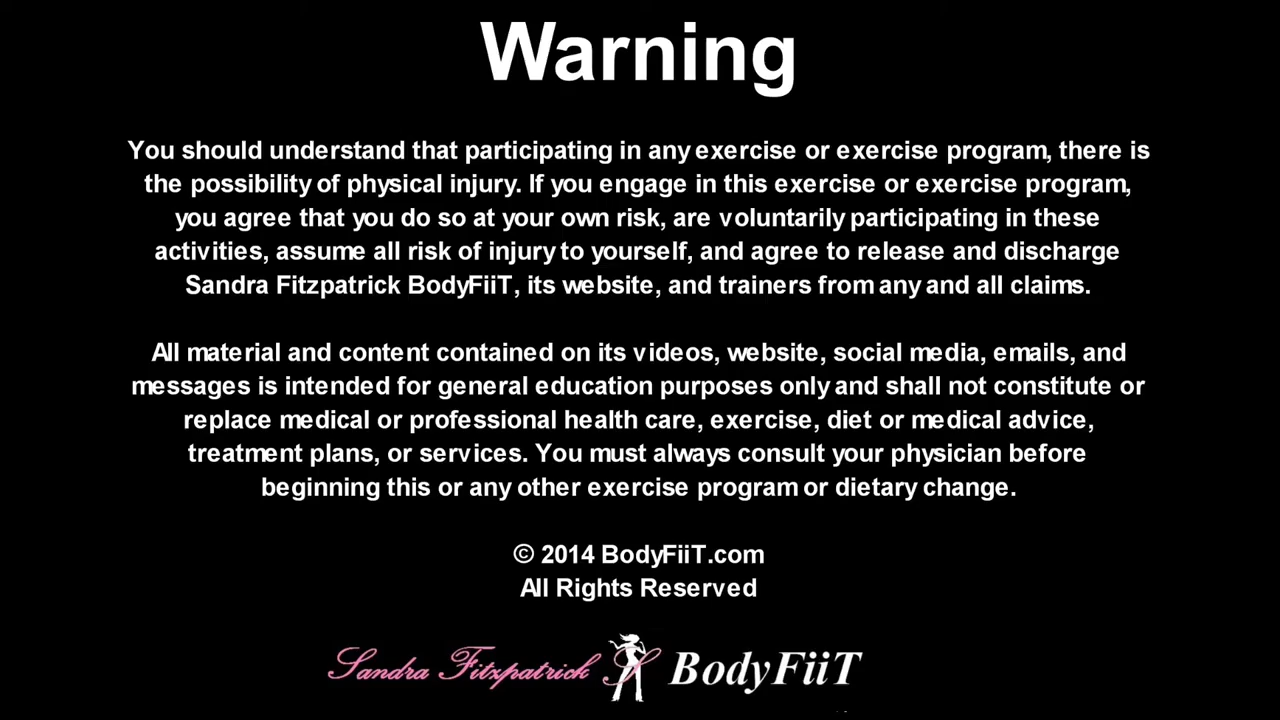 Warning
You should understand that participating in any exercise or exercise program, there is
the possibility of physical injury. If you engage in this exercise or exercise program,
you agree that you do so at your own risk, are voluntarily participating in these
activities, assume all risk of injury to yourself, and agree to release and discharge
Sandra Fitzpatrick BodyFiiT, its website, and trainers from any and all claims.
All material and content contained on its videos, website, social media, emails, and
messages is intended for general education purposes only and shall not constitute or
replace medical or professional health care, exercise, diet or medical advice,
treatment plans, or services. You must always consult your physician before
beginning this or any other exercise program or dietary change.
© 2014 BodyFiiT.com
All Rights Reserved
Sandra Fitzpatrick S BodyFiiT